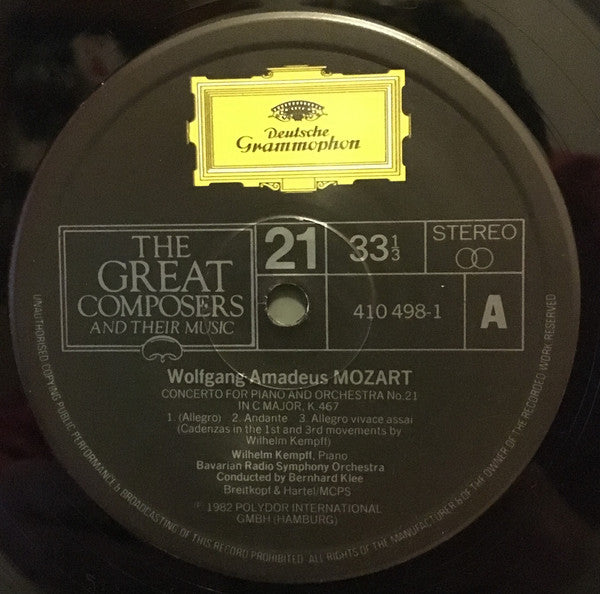 Deutsche
Grammophon
THE
GREAT
COMPOSERS
AND THEIR MUSIC
21
33 1/3
STEREO
410 498-1
A
Wolfgang Amadeus MOZART
CONCERTO FOR PIANO AND ORCHESTRA No.21
IN C MAJOR, K.467
1. (Allegro) 2. Andante 3. Allegro vivace assai
(Cadenzas in the 1st and 3rd movements by
Wilhelm Kempff)
Wilhelm Kempff, Piano
Bavarian Radio Symphony Orchestra
Conducted by Bernhard Klee
Breitkopf & Hartel/MCPS
℗ 1982 POLYDOR INTERNATIONAL
GMBH (HAMBURG)
UNAUTHORISED COPYING PUBLIC PERFORMANCE & BROADCASTING OF THIS RECORD PROHIBITED. ALL RIGHTS OF THE MANUFACTURER & OF THE OWNER OF THE RECORDED WORK RESERVED